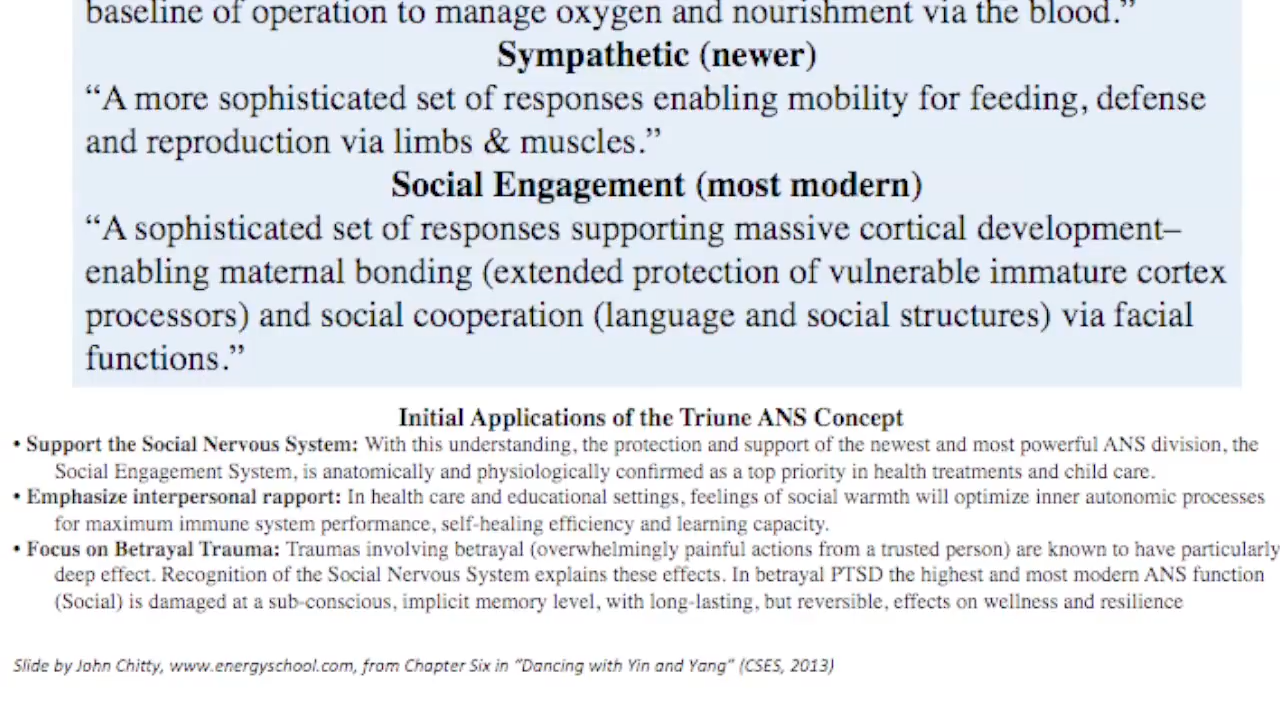 baseline of operation to manage oxygen and nourishment via the blood.”
Sympathetic (newer)
“A more sophisticated set of responses enabling mobility for feeding, defense
and reproduction via limbs & muscles.”
Social Engagement (most modern)
“A sophisticated set of responses supporting massive cortical development–
enabling maternal bonding (extended protection of vulnerable immature cortex
processors) and social cooperation (language and social structures) via facial
functions.”
Initial Applications of the Triune ANS Concept
• Support the Social Nervous System: With this understanding, the protection and support of the newest and most powerful ANS division, the
Social Engagement System, is anatomically and physiologically confirmed as a top priority in health treatments and child care.
• Emphasize interpersonal rapport: In health care and educational settings, feelings of social warmth will optimize inner autonomic processes
for maximum immune system performance, self-healing efficiency and learning capacity.
• Focus on Betrayal Trauma: Traumas involving betrayal (overwhelmingly painful actions from a trusted person) are known to have particularly
deep effect. Recognition of the Social Nervous System explains these effects. In betrayal PTSD the highest and most modern ANS function
(Social) is damaged at a sub-conscious, implicit memory level, with long-lasting, but reversible, effects on wellness and resilience
Slide by John Chitty, www.energyschool.com, from Chapter Six in “Dancing with Yin and Yang” (CSES, 2013)